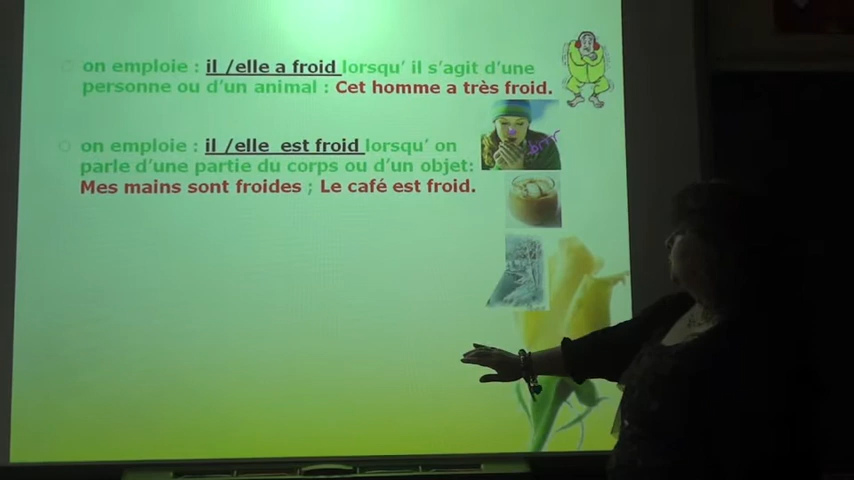 on emploie : il /elle a froid lorsqu' il s'agit d'une
personne ou d'un animal : Cet homme a très froid.
brrr
on emploie : il /elle est froid lorsqu' on
parle d'une partie du corps ou d'un objet:
Mes mains sont froides ; Le café est froid.